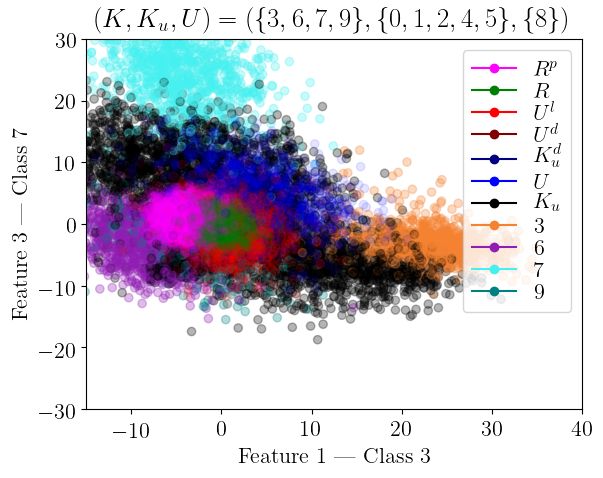 (K, K_u, U) = ({3, 6, 7, 9}, {0, 1, 2, 4, 5}, {8})
30
20
10
0
−10
−20
−30
Feature 3 — Class 7
R^p
R
U^l
U^d
K_u^d
U
K_u
3
6
7
9
−10 0 10 20 30 40
Feature 1 — Class 3